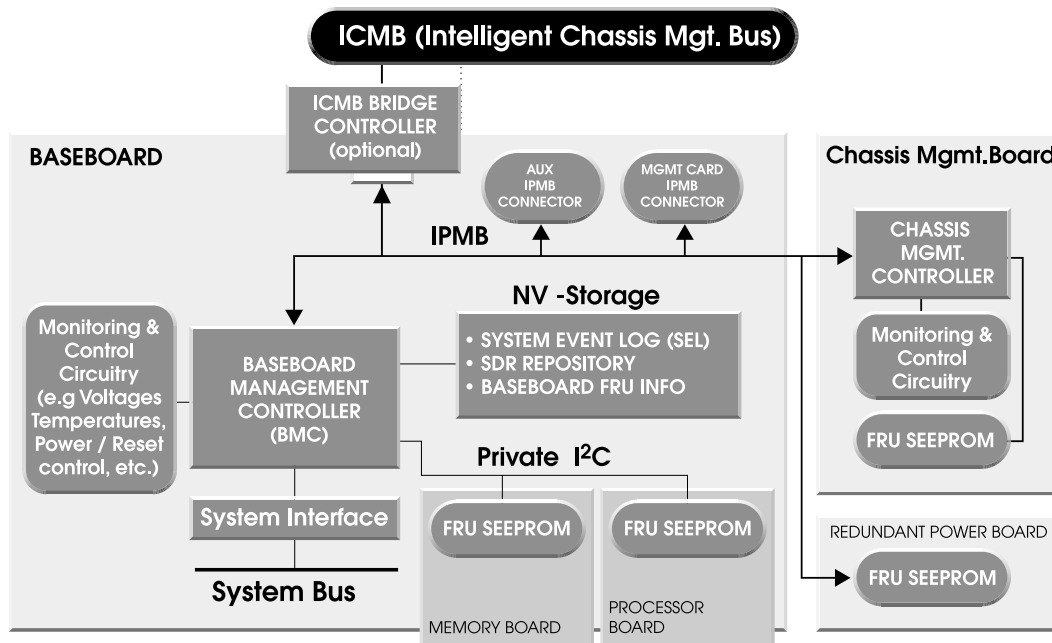 ICMB (Intelligent Chassis Mgt. Bus)
ICMB BRIDGE
CONTROLLER
(optional)
BASEBOARD
AUX
IPMB
CONNECTOR
MGMT CARD
IPMB
CONNECTOR
Chassis Mgmt.Board
IPMB
CHASSIS
MGMT.
CONTROLLER
NV -Storage
Monitoring &
Control
Circuitry
(e.g Voltages
Temperatures,
Power / Reset
control, etc.)
BASEBOARD
MANAGEMENT
CONTROLLER
(BMC)
• SYSTEM EVENT LOG (SEL)
• SDR REPOSITORY
• BASEBOARD FRU INFO
Monitoring &
Control
Circuitry
FRU SEEPROM
Private I²C
System Interface
FRU SEEPROM
FRU SEEPROM
System Bus
MEMORY BOARD
PROCESSOR
BOARD
REDUNDANT POWER BOARD
FRU SEEPROM